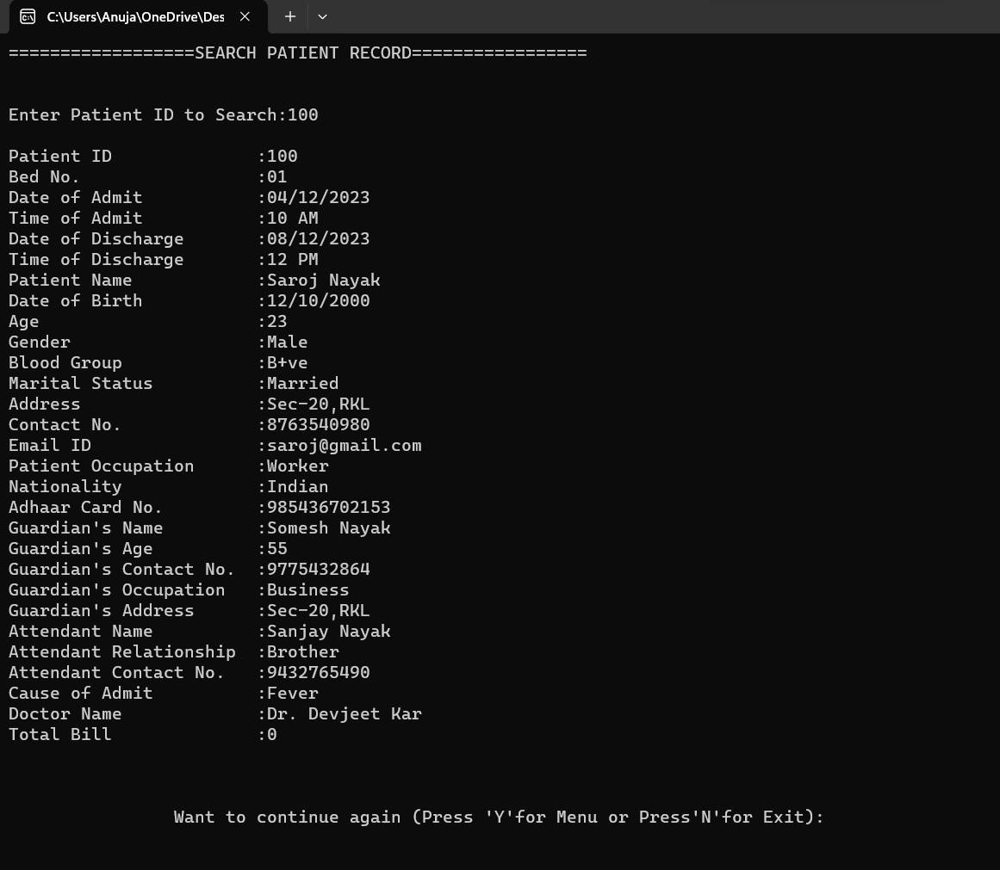 C:\Users\Anuja\OneDrive\Des
==================SEARCH PATIENT RECORD=================
Enter Patient ID to Search:100
Patient ID              :100
Bed No.                 :01
Date of Admit           :04/12/2023
Time of Admit           :10 AM
Date of Discharge       :08/12/2023
Time of Discharge       :12 PM
Patient Name            :Saroj Nayak
Date of Birth           :12/10/2000
Age                     :23
Gender                  :Male
Blood Group             :B+ve
Marital Status          :Married
Address                 :Sec-20,RKL
Contact No.             :8763540980
Email ID                :saroj@gmail.com
Patient Occupation      :Worker
Nationality             :Indian
Adhaar Card No.         :985436702153
Guardian's Name         :Somesh Nayak
Guardian's Age          :55
Guardian's Contact No.  :9775432864
Guardian's Occupation   :Business
Guardian's Address      :Sec-20,RKL
Attendant Name          :Sanjay Nayak
Attendant Relationship  :Brother
Attendant Contact No.   :9432765490
Cause of Admit          :Fever
Doctor Name             :Dr. Devjeet Kar
Total Bill              :0
Want to continue again (Press 'Y'for Menu or Press'N'for Exit):